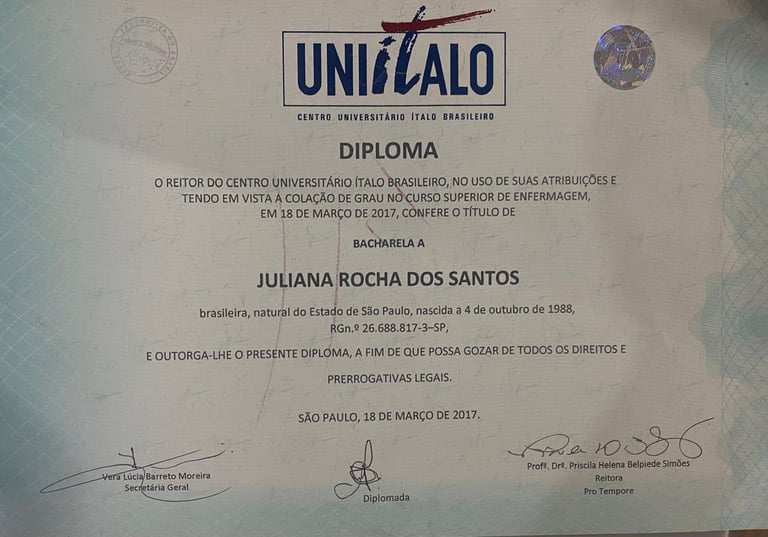 UNIÍTALO
CENTRO UNIVERSITÁRIO ÍTALO BRASILEIRO
DIPLOMA
O REITOR DO CENTRO UNIVERSITÁRIO ÍTALO BRASILEIRO, NO USO DE SUAS ATRIBUIÇÕES E
TENDO EM VISTA A COLAÇÃO DE GRAU NO CURSO SUPERIOR DE ENFERMAGEM,
EM 18 DE MARÇO DE 2017, CONFERE O TÍTULO DE
BACHARELA A
JULIANA ROCHA DOS SANTOS
brasileira, natural do Estado de São Paulo, nascida a 4 de outubro de 1988,
RGn.º 26.688.817-3–SP,
E OUTORGA-LHE O PRESENTE DIPLOMA, A FIM DE QUE POSSA GOZAR DE TODOS OS DIREITOS E
PRERROGATIVAS LEGAIS.
SÃO PAULO, 18 DE MARÇO DE 2017.
Vera Lúcia Barreto Moreira
Secretária Geral
Diplomada
Profª. Drª. Priscila Helena Belpiede Simões
Reitora
Pro Tempore